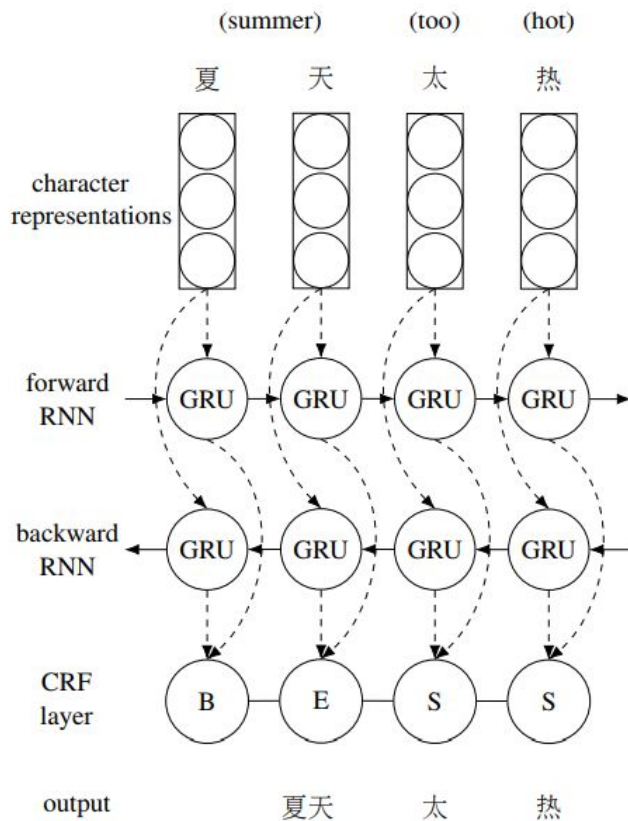 (summer) (too) (hot)
夏 天 太 热
character
representations
forward
RNN
GRU GRU GRU GRU
backward
RNN
GRU GRU GRU GRU
CRF
layer
B E S S
output 夏天 太 热